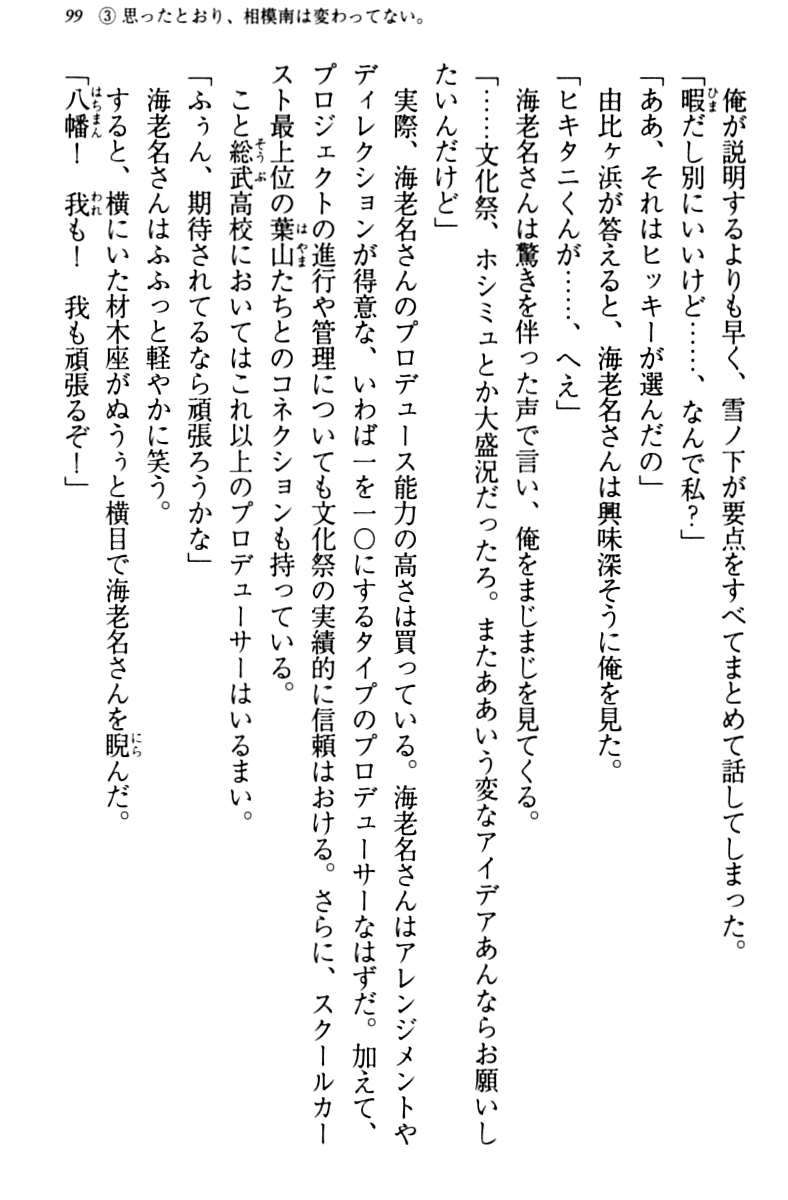 99 ③ 思ったとおり、相模南は変わってない。
俺が説明するよりも早く、雪ノ下が要点をすべてまとめて話してしまった。
「暇だし別にいいけど……、なんで私？」
「ああ、それはヒッキーが選んだの」
由比ヶ浜が答えると、海老名さんは興味深そうに俺を見た。
「ヒキタニくんが……、へえ」
海老名さんは驚きを伴った声で言い、俺をまじまじを見てくる。
「……文化祭、ホシミュとか大盛況だったろ。またああいう変なアイデアあんならお願いし
たいんだけど」
実際、海老名さんのプロデュース能力の高さは買っている。海老名さんはアレンジメントや
ディレクションが得意な、いわば一を一〇にするタイプのプロデューサーなはずだ。加えて、
プロジェクトの進行や管理についても文化祭の実績的に信頼はおける。さらに、スクールカー
スト最上位の葉山たちとのコネクションも持っている。
こと総武高校においてはこれ以上のプロデューサーはいるまい。
「ふぅん、期待されてるなら頑張ろうかな」
海老名さんはふふっと軽やかに笑う。
すると、横にいた材木座がぬうぅと横目で海老名さんを睨んだ。
「八幡！　我も！　我も頑張るぞ！」